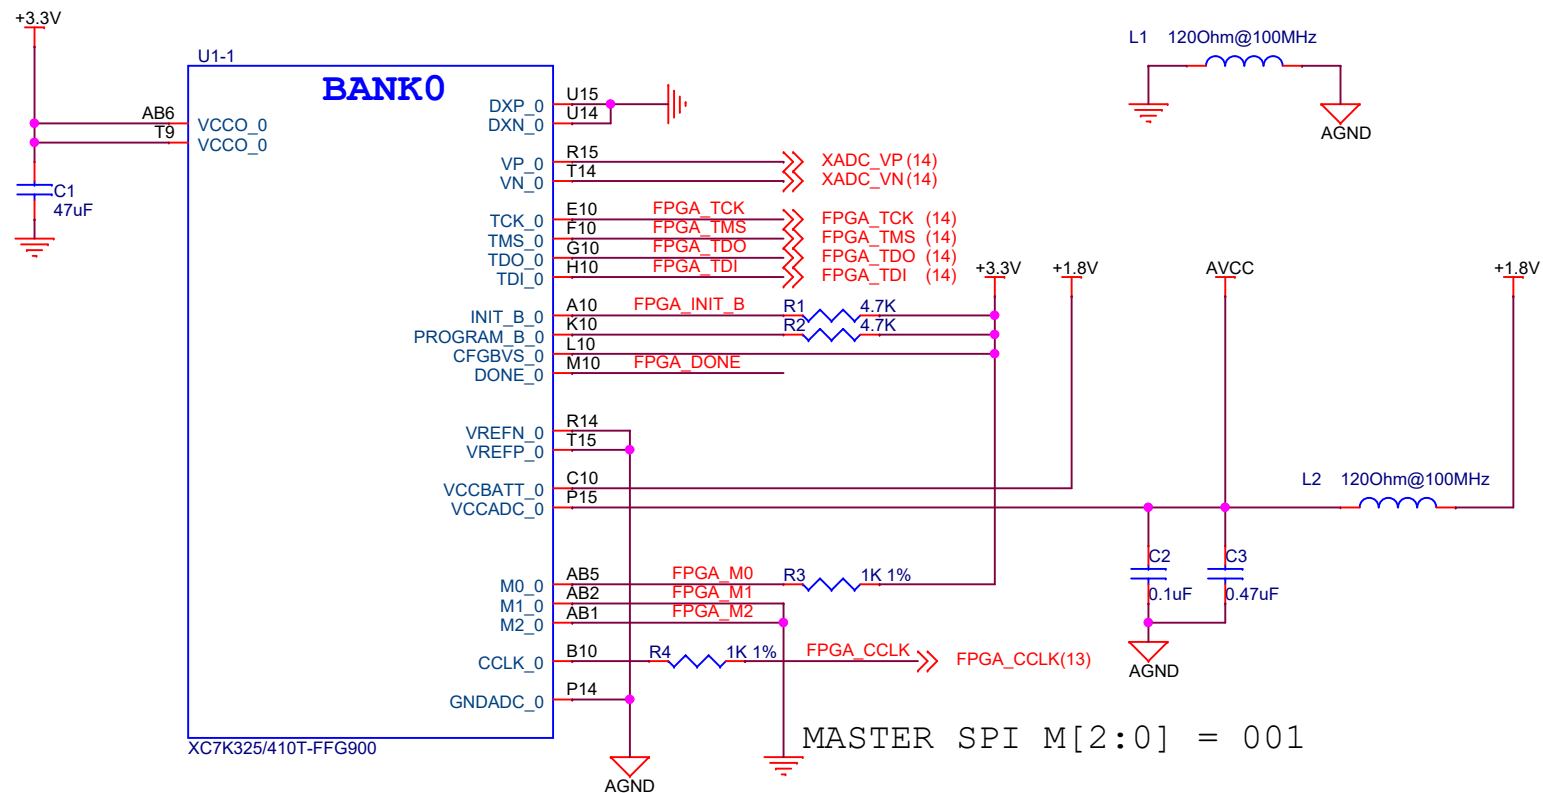 +3.3V
U1-1
BANK0
L1 120Ohm@100MHz
AGND
AB6 VCCO_0
T9 VCCO_0
C1
47uF
DXP_0 U15
DXN_0 U14
VP_0 R15 XADC_VP(14)
VN_0 T14 XADC_VN(14)
TCK_0 E10 FPGA_TCK FPGA_TCK (14)
TMS_0 F10 FPGA_TMS FPGA_TMS (14)
TDO_0 G10 FPGA_TDO FPGA_TDO (14)
TDI_0 H10 FPGA_TDI FPGA_TDI (14)
+3.3V +1.8V AVCC +1.8V
INIT_B_0 A10 FPGA_INIT_B R1 4.7K
PROGRAM_B_0 K10 R2 4.7K
CFGBVS_0 L10
DONE_0 M10 FPGA_DONE
VREFN_0 R14
VREFP_0 T15
VCCBATT_0 C10
VCCADC_0 P15
L2 120Ohm@100MHz
C2 0.1uF
C3 0.47uF
AGND
M0_0 AB5 FPGA_M0 R3 1K 1%
M1_0 AB2 FPGA_M1
M2_0 AB1 FPGA_M2
CCLK_0 B10 R4 1K 1% FPGA_CCLK FPGA_CCLK(13)
GNDADC_0 P14
XC7K325/410T-FFG900
MASTER SPI M[2:0] = 001
AGND